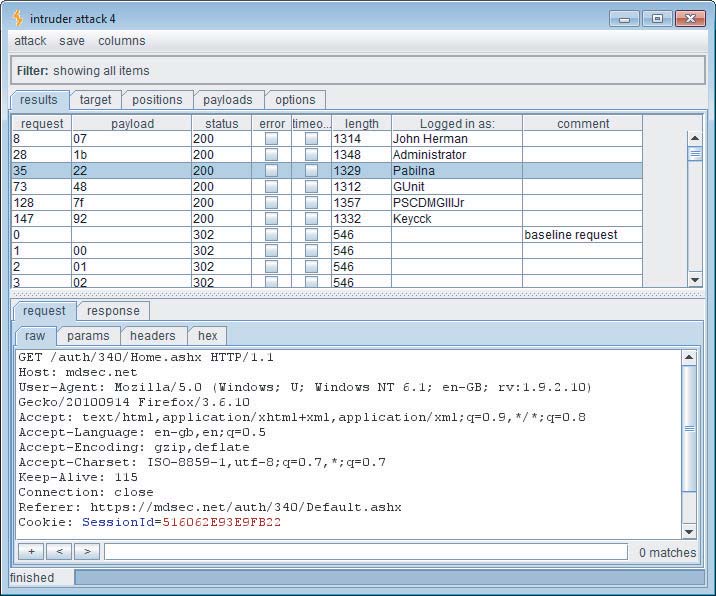 intruder attack 4
attack save columns
Filter: showing all items
results target positions payloads options
request payload status error timeo... length Logged in as: comment
8 07 200 1314 John Herman
28 1b 200 1348 Administrator
35 22 200 1329 Pabilna
73 48 200 1312 GUnit
128 7f 200 1357 PSCDMGIIIJr
147 92 200 1332 Keycck
0 302 546 baseline request
1 00 302 546
2 01 302 546
3 02 302 546
request response
raw params headers hex
GET /auth/340/Home.ashx HTTP/1.1
Host: mdsec.net
User-Agent: Mozilla/5.0 (Windows; U; Windows NT 6.1; en-GB; rv:1.9.2.10)
Gecko/20100914 Firefox/3.6.10
Accept: text/html,application/xhtml+xml,application/xml;q=0.9,*/*;q=0.8
Accept-Language: en-gb,en;q=0.5
Accept-Encoding: gzip,deflate
Accept-Charset: ISO-8859-1,utf-8;q=0.7,*;q=0.7
Keep-Alive: 115
Connection: close
Referer: https://mdsec.net/auth/340/Default.ashx
Cookie: SessionId=516062E93E9FB22
+ < > 0 matches
finished